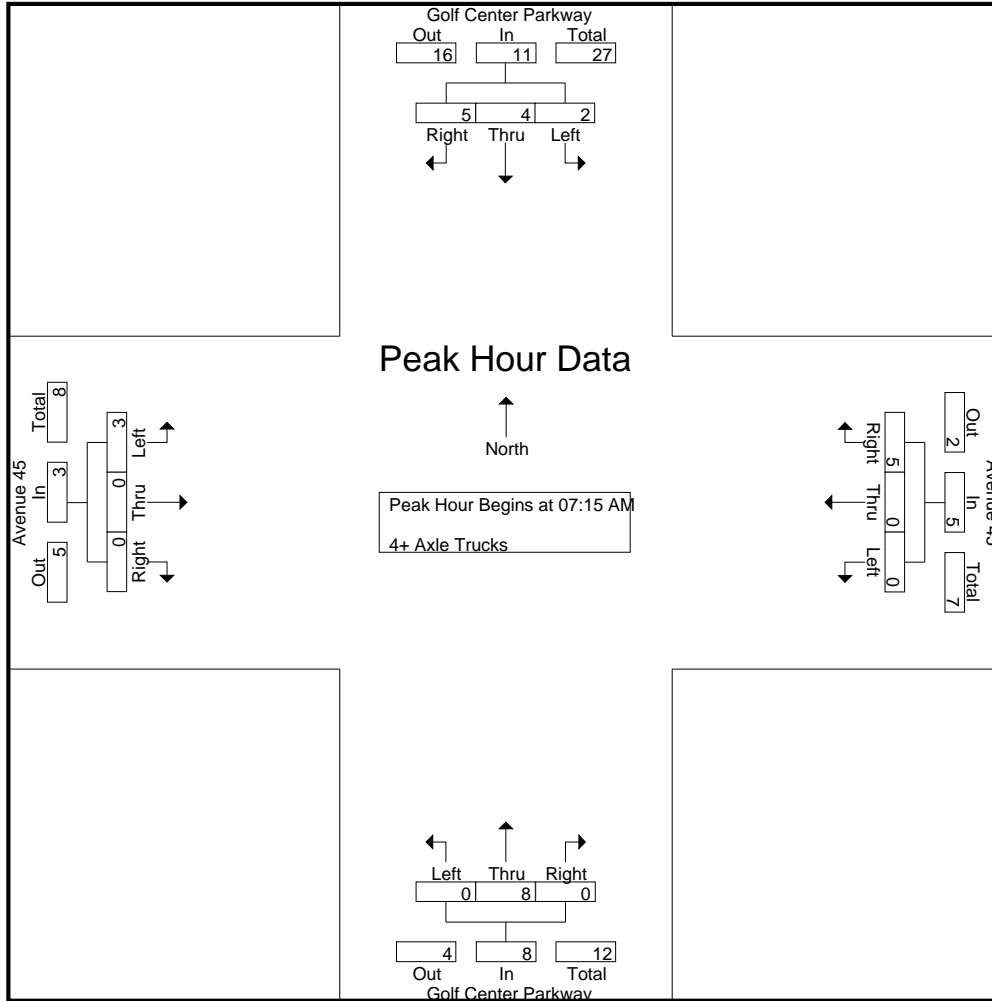 Golf Center Parkway
Out In Total
16 11 27
5 4 2
Right Thru Left
Peak Hour Data
North
Peak Hour Begins at 07:15 AM
4+ Axle Trucks
Avenue 45
Out In Total
5 3 8
Left Thru Right
3 0 0
Avenue 45
Out In Total
2 5 7
Right Thru Left
5 0 0
Left Thru Right
0 8 0
4 8 12
Out In Total
Golf Center Parkway